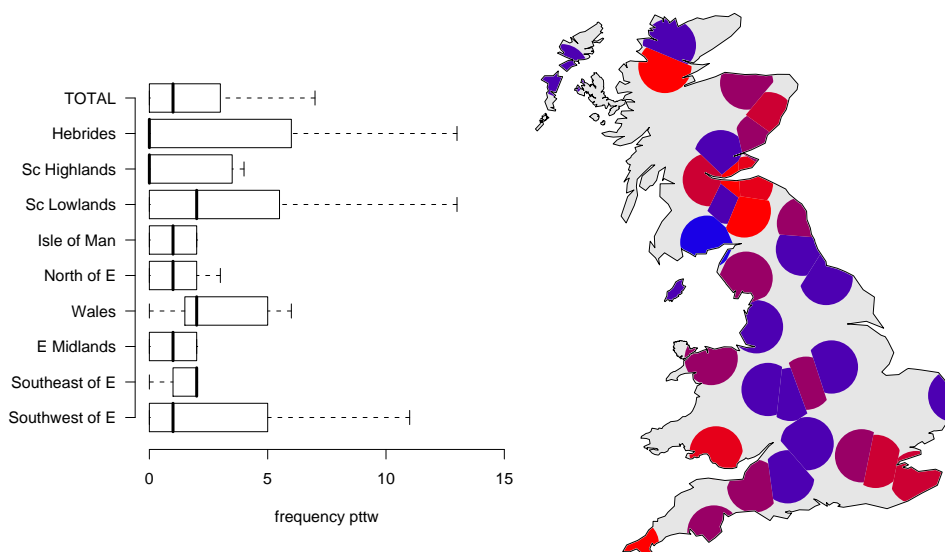 TOTAL
Hebrides
Sc Highlands
Sc Lowlands
Isle of Man
North of E
Wales
E Midlands
Southeast of E
Southwest of E
0 5 10 15
frequency pttw